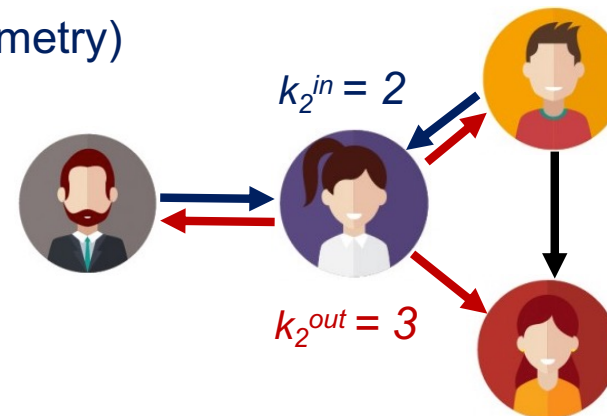 metry)
k₂ⁱⁿ = 2
k₂ᵒᵘᵗ = 3